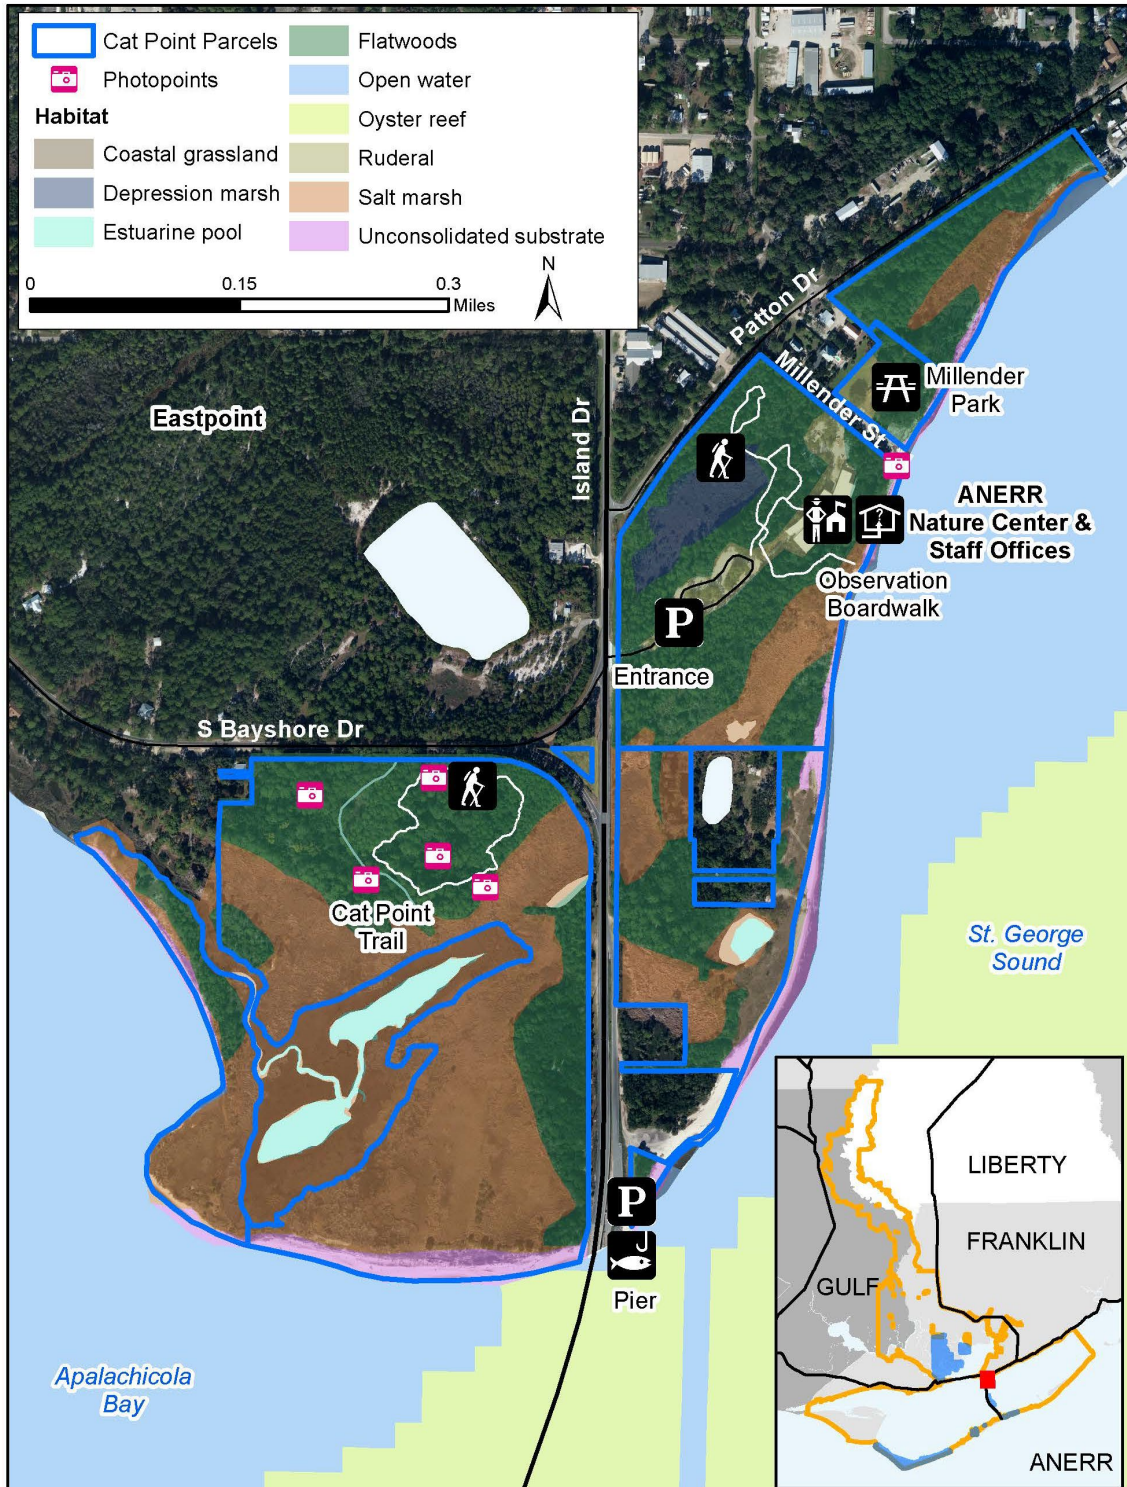 Cat Point Parcels
Photopoints
Habitat
Coastal grassland
Depression marsh
Estuarine pool
Flatwoods
Open water
Oyster reef
Ruderal
Salt marsh
Unconsolidated substrate
0
0.15
0.3
Miles
N
Patton Dr
Millender St
Millender
Park
Eastpoint
Island Dr
ANERR
Nature Center &
Staff Offices
?
Observation
Boardwalk
P
Entrance
S Bayshore Dr
Cat Point
Trail
St. George
Sound
P
Pier
Apalachicola
Bay
LIBERTY
FRANKLIN
GULF
ANERR